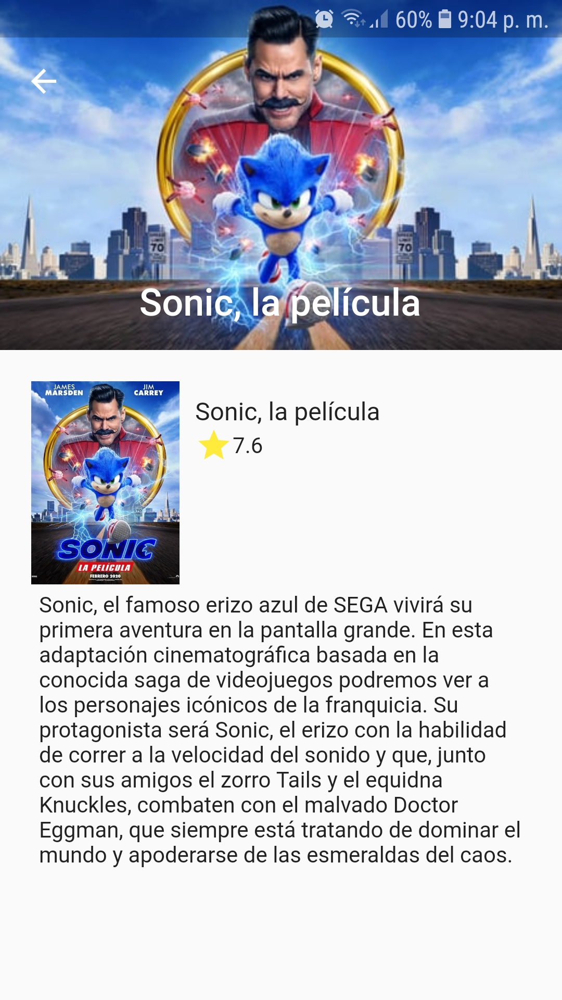 60% 9:04 p. m.
SPEED
LIMIT
70
SPEED
LIMIT
70
Sonic, la película
JAMES
MARSDEN
JIM
CARREY
Sonic, la película
7.6
70
SONIC
LA PELÍCULA
FEBRERO 2020
Sonic, el famoso erizo azul de SEGA vivirá su
primera aventura en la pantalla grande. En esta
adaptación cinematográfica basada en la
conocida saga de videojuegos podremos ver a
los personajes icónicos de la franquicia. Su
protagonista será Sonic, el erizo con la habilidad
de correr a la velocidad del sonido y que, junto
con sus amigos el zorro Tails y el equidna
Knuckles, combaten con el malvado Doctor
Eggman, que siempre está tratando de dominar el
mundo y apoderarse de las esmeraldas del caos.